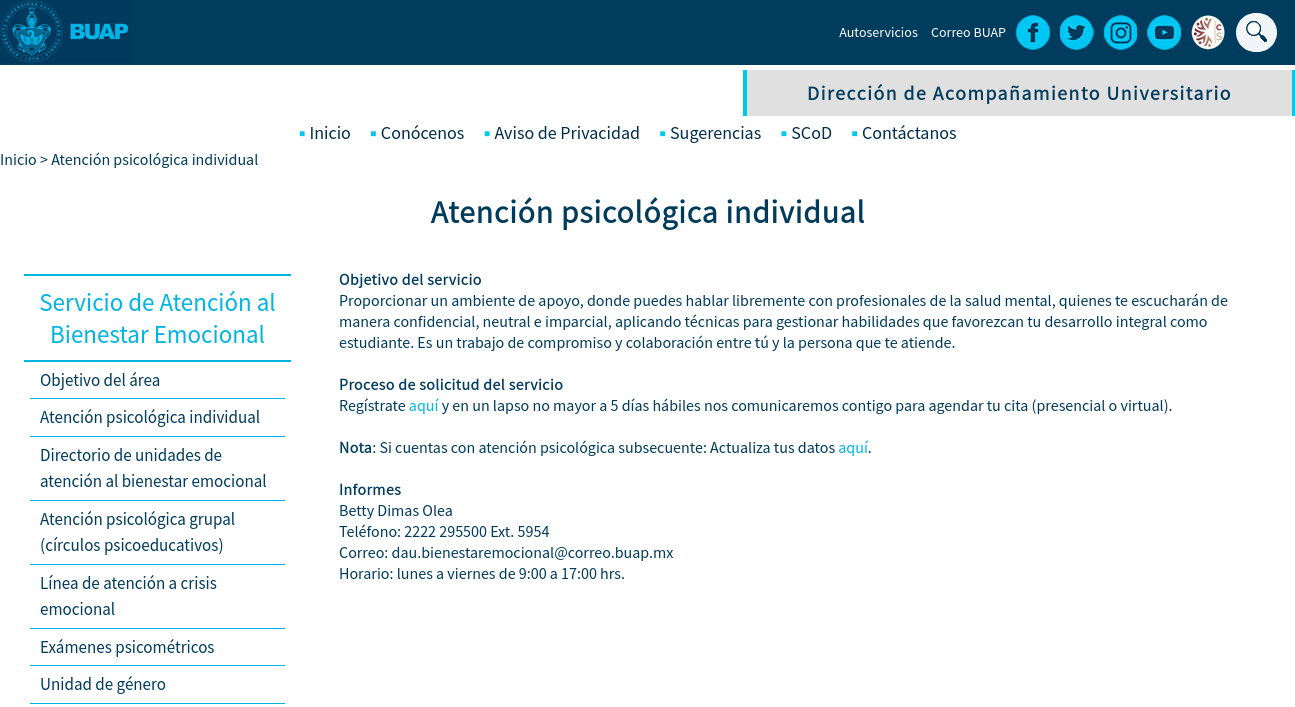 BUAP
Autoservicios Correo BUAP
Dirección de Acompañamiento Universitario
Inicio Conócenos Aviso de Privacidad Sugerencias SCoD Contáctanos
Inicio > Atención psicológica individual
Atención psicológica individual
Servicio de Atención al
Bienestar Emocional
Objetivo del área
Atención psicológica individual
Directorio de unidades de
atención al bienestar emocional
Atención psicológica grupal
(círculos psicoeducativos)
Línea de atención a crisis
emocional
Exámenes psicométricos
Unidad de género
Objetivo del servicio
Proporcionar un ambiente de apoyo, donde puedes hablar libremente con profesionales de la salud mental, quienes te escucharán de
manera confidencial, neutral e imparcial, aplicando técnicas para gestionar habilidades que favorezcan tu desarrollo integral como
estudiante. Es un trabajo de compromiso y colaboración entre tú y la persona que te atiende.
Proceso de solicitud del servicio
Regístrate aquí y en un lapso no mayor a 5 días hábiles nos comunicaremos contigo para agendar tu cita (presencial o virtual).
Nota: Si cuentas con atención psicológica subsecuente: Actualiza tus datos aquí.
Informes
Betty Dimas Olea
Teléfono: 2222 295500 Ext. 5954
Correo: dau.bienestaremocional@correo.buap.mx
Horario: lunes a viernes de 9:00 a 17:00 hrs.